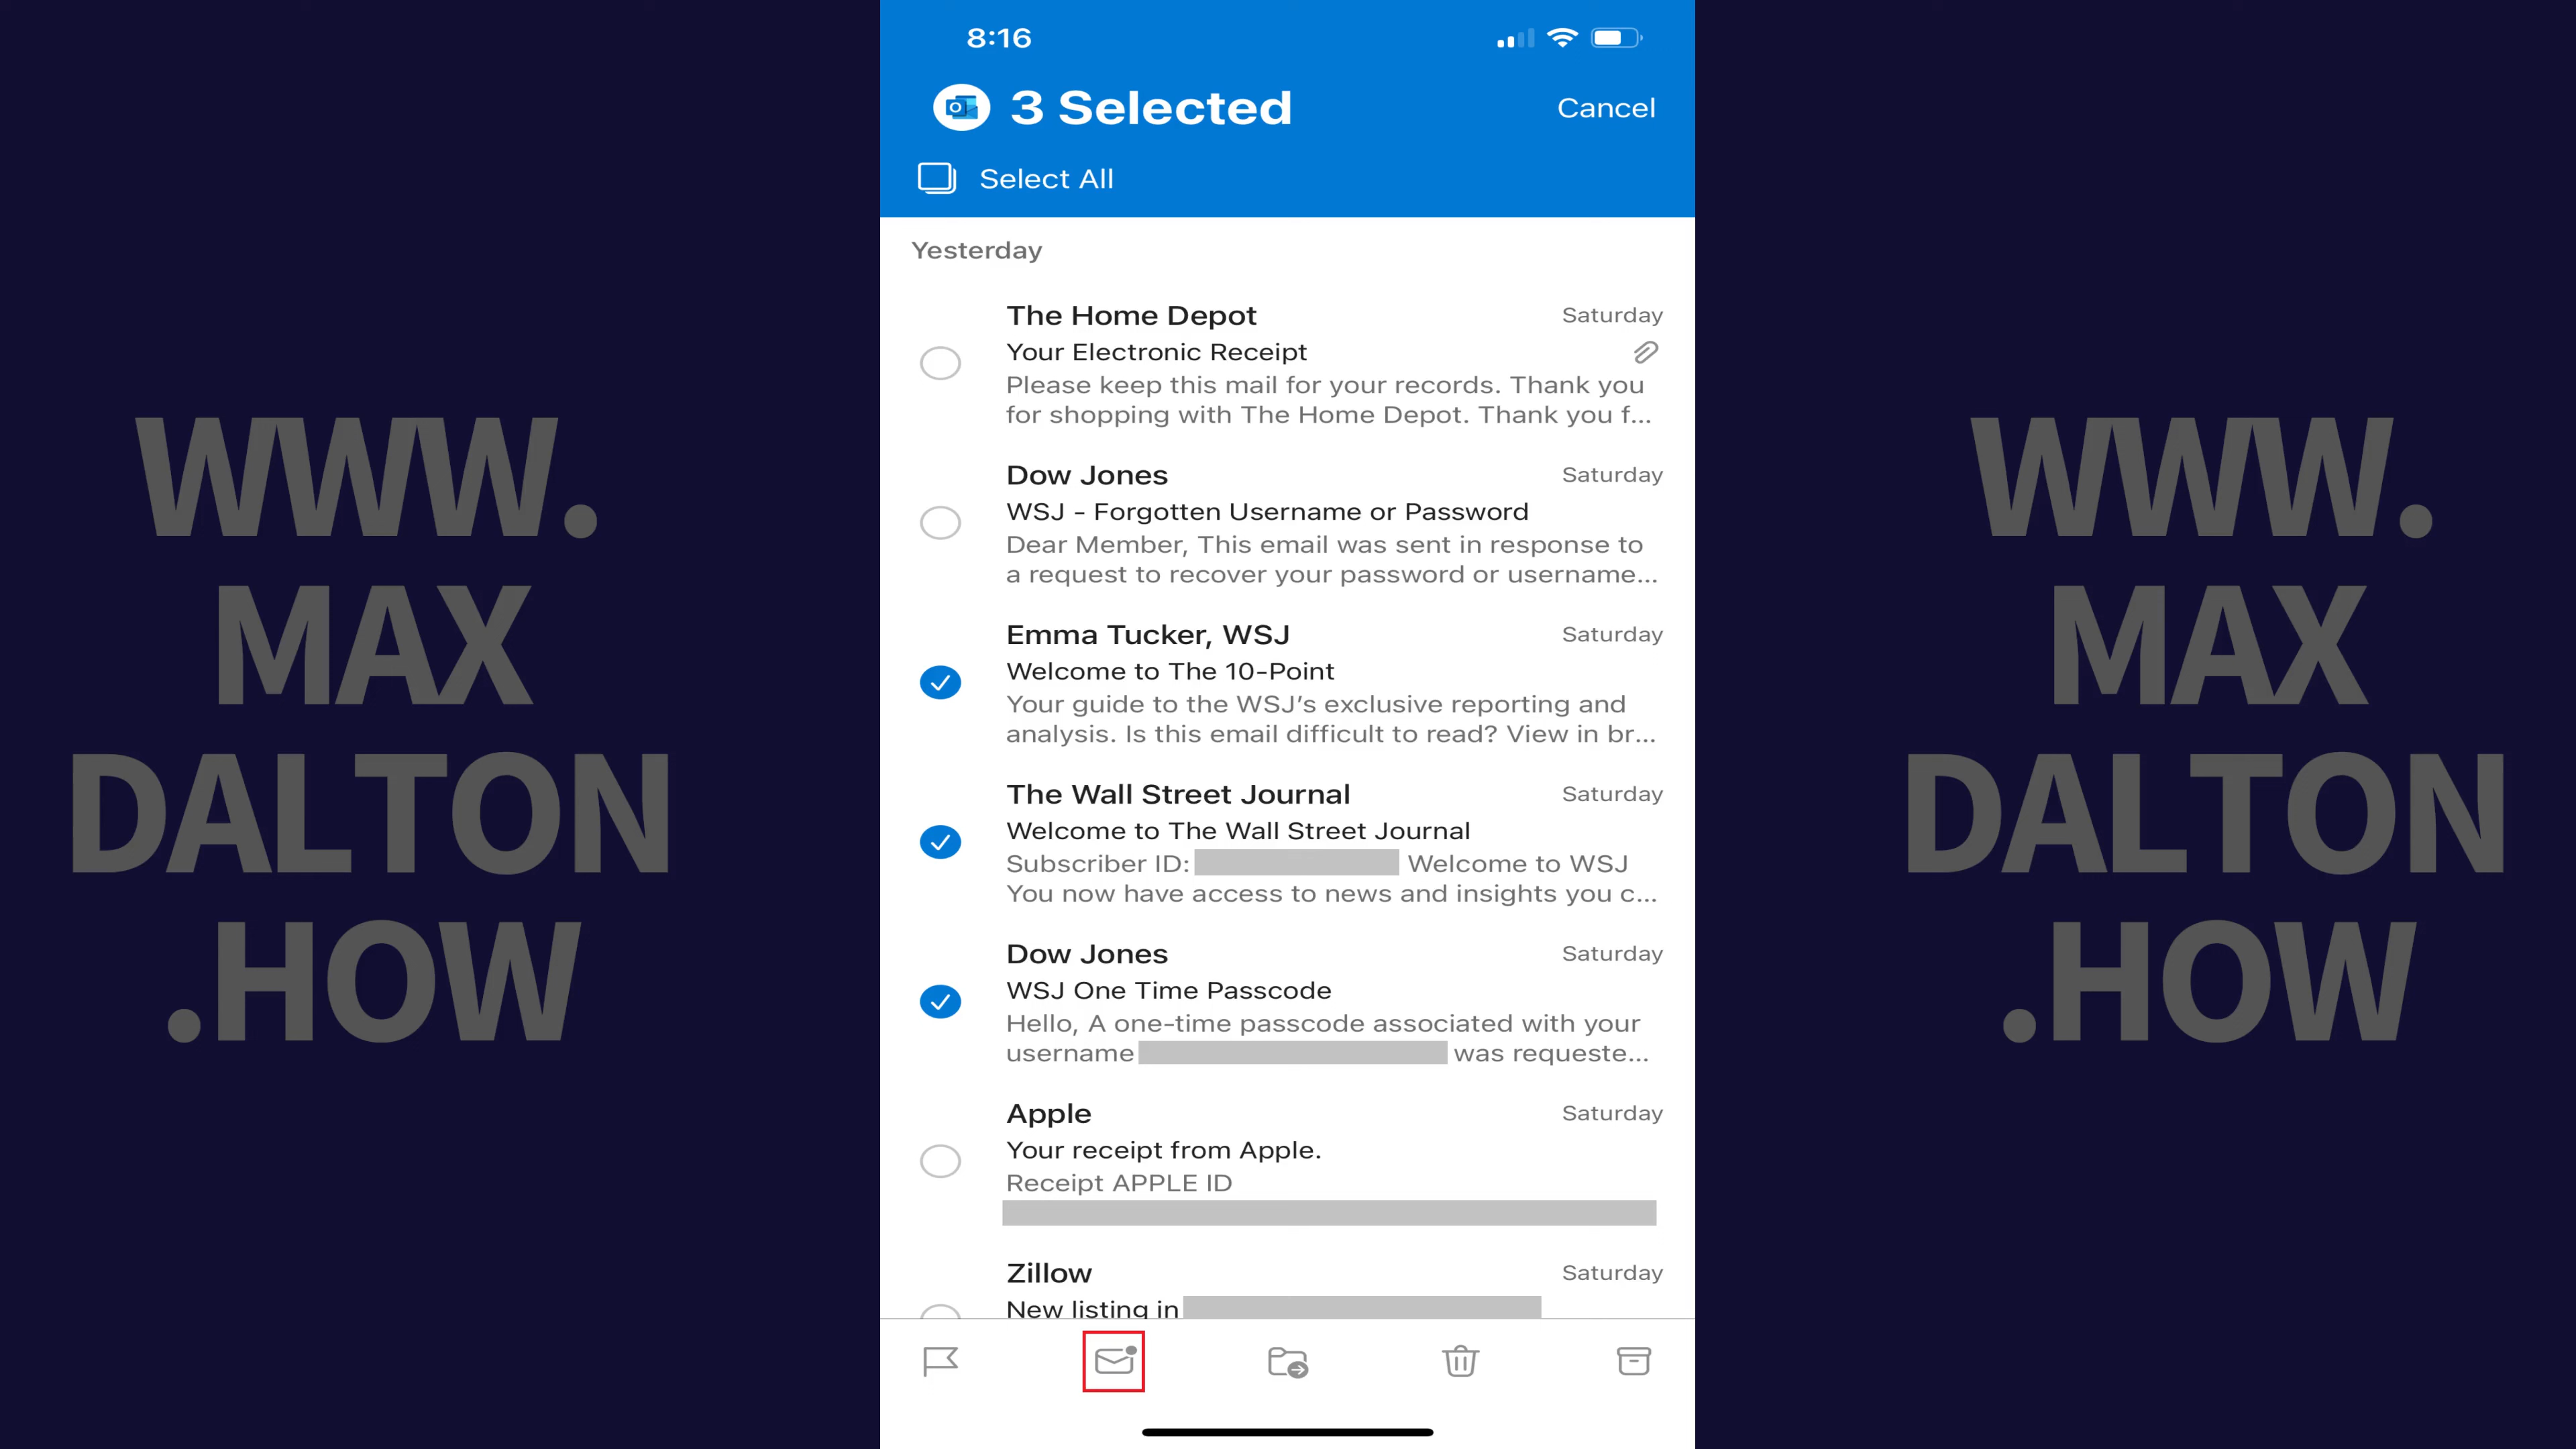 WWW.
MAX
DALTON
.HOW
8:16
3 Selected
Cancel
Select All
Yesterday
The Home Depot Saturday
Your Electronic Receipt
Please keep this mail for your records. Thank you
for shopping with The Home Depot. Thank you f...
Dow Jones Saturday
WSJ - Forgotten Username or Password
Dear Member, This email was sent in response to
a request to recover your password or username...
Emma Tucker, WSJ Saturday
Welcome to The 10-Point
Your guide to the WSJ’s exclusive reporting and
analysis. Is this email difficult to read? View in br...
The Wall Street Journal Saturday
Welcome to The Wall Street Journal
Subscriber ID: Welcome to WSJ
You now have access to news and insights you c...
Dow Jones Saturday
WSJ One Time Passcode
Hello, A one-time passcode associated with your
username was requeste...
Apple Saturday
Your receipt from Apple.
Receipt APPLE ID
Zillow Saturday
New listing in
WWW.
MAX
DALTON
.HOW